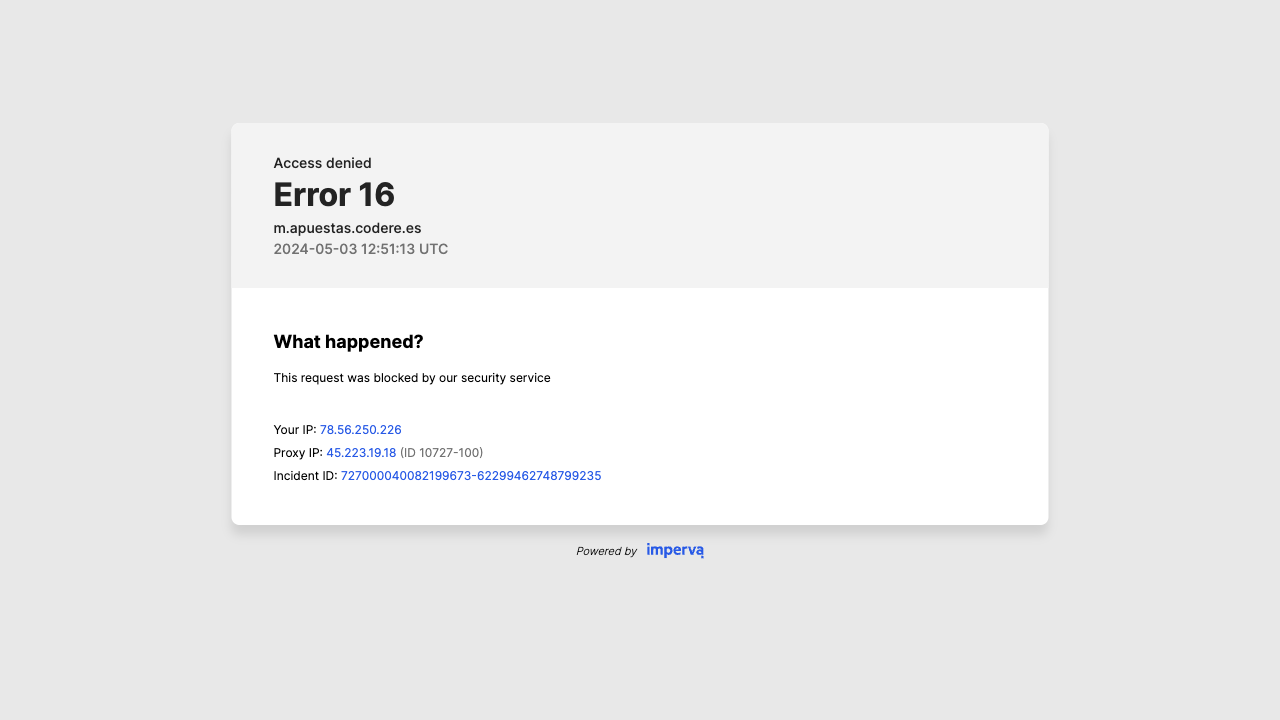 Access denied
Error 16
m.apuestas.codere.es
2024-05-03 12:51:13 UTC
What happened?
This request was blocked by our security service
Your IP: 78.56.250.226
Proxy IP: 45.223.19.18 (ID 10727-100)
Incident ID: 727000040082199673-62299462748799235
Powered by imperva